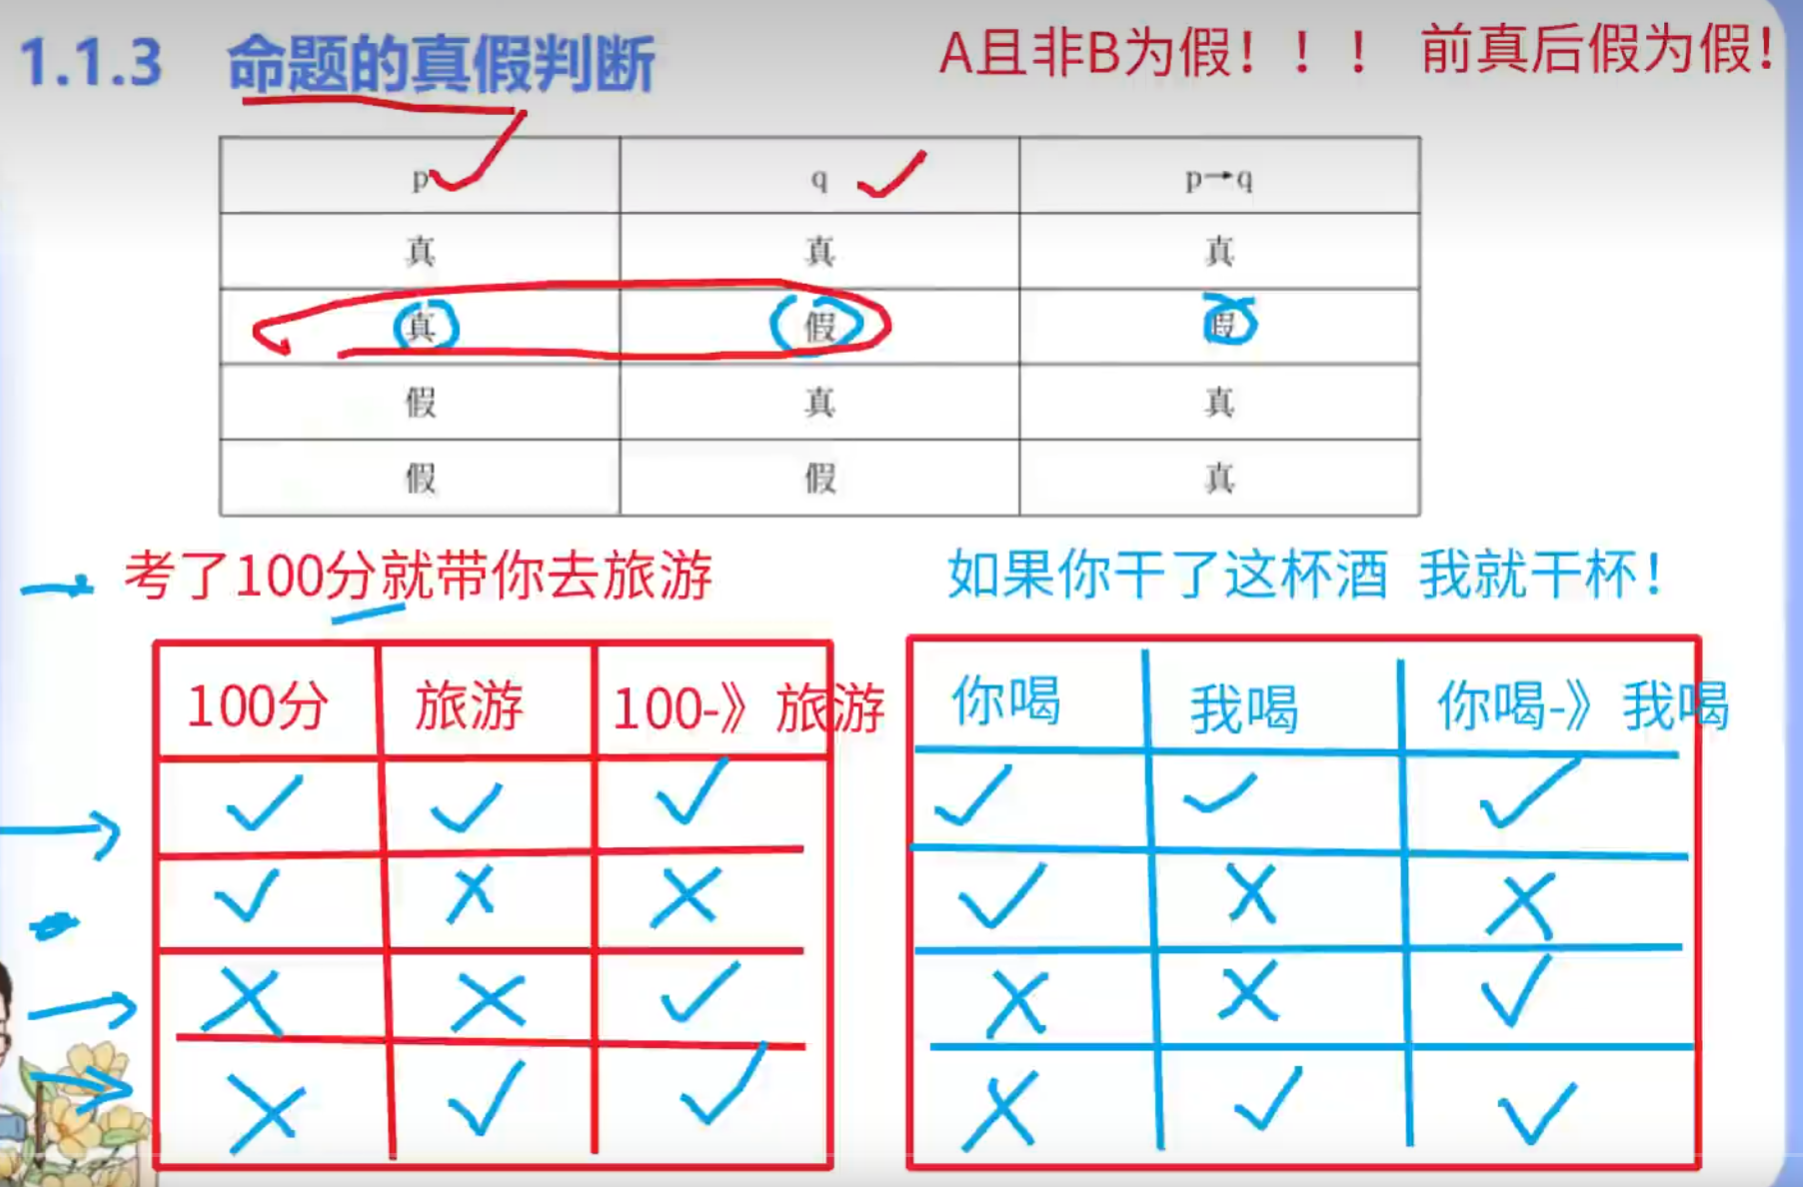 1.1.3 命题的真假判断
A且非B为假！！！ 前真后假为假！
p q p→q
真 真 真
真 假 假
假 真 真
假 假 真
考了100分就带你去旅游
如果你干了这杯酒 我就干杯！
100分 旅游 100-》旅游
✓ ✓ ✓
✓ ✗ ✗
✗ ✗ ✓
✗ ✓ ✓
你喝 我喝 你喝-》我喝
✓ ✓ ✓
✓ ✗ ✗
✗ ✗ ✓
✗ ✓ ✓